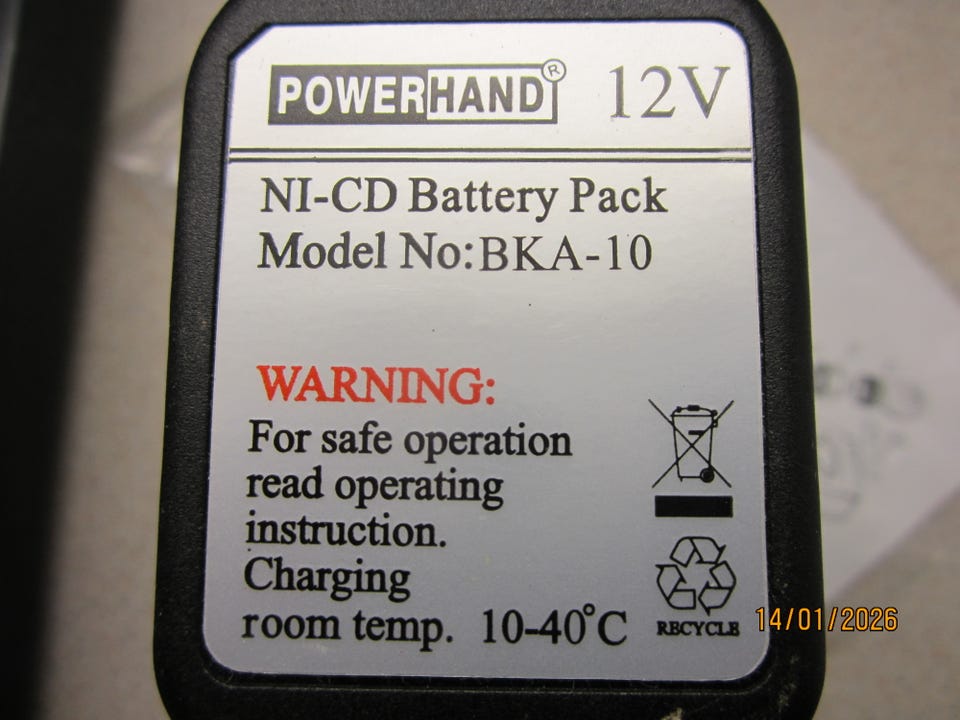 POWERHAND® 12V
NI-CD Battery Pack
Model No:BKA-10
WARNING:
For safe operation
read operating
instruction.
Charging
room temp. 10-40°C
RECYCLE
14/01/2026